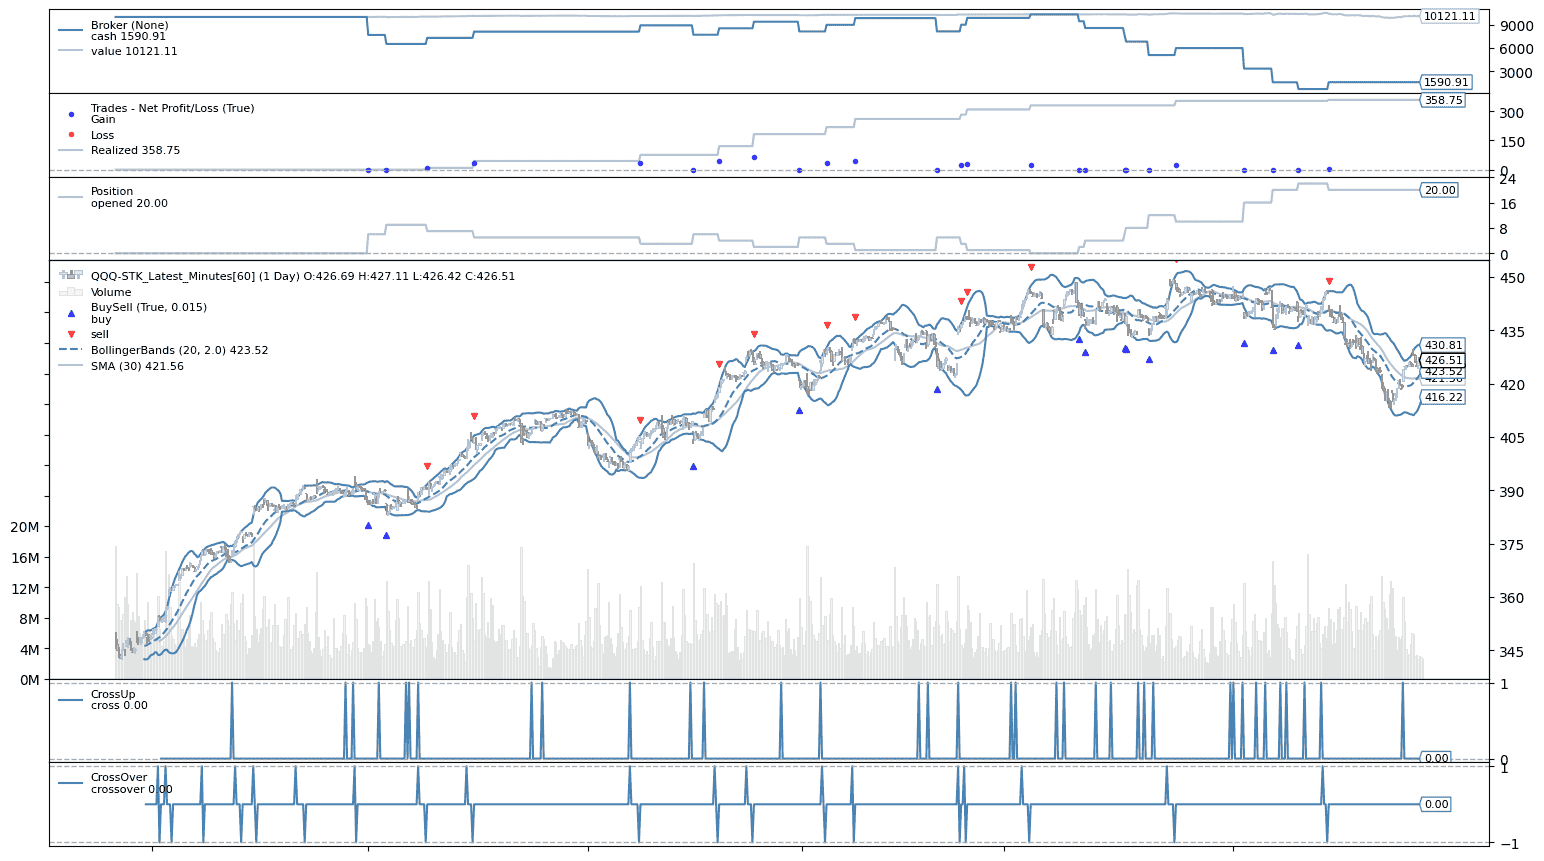 Broker (None)
cash 1590.91
value 10121.11
10121.11
9000
6000
3000
1590.91
Trades - Net Profit/Loss (True)
Gain
Loss
Realized 358.75
358.75
300
150
0
Position
opened 20.00
24
20.00
16
8
0
QQQ-STK_Latest_Minutes[60] (1 Day) O:426.69 H:427.11 L:426.42 C:426.51
Volume
BuySell (True, 0.015)
buy
sell
BollingerBands (20, 2.0) 423.52
SMA (30) 421.56
450
435
430.81
426.51
423.52
421.56
420
416.22
405
390
375
360
345
20M
16M
12M
8M
4M
0M
CrossUp
cross 0.00
1
0
0.00
CrossOver
crossover 0.00
1
0.00
−1